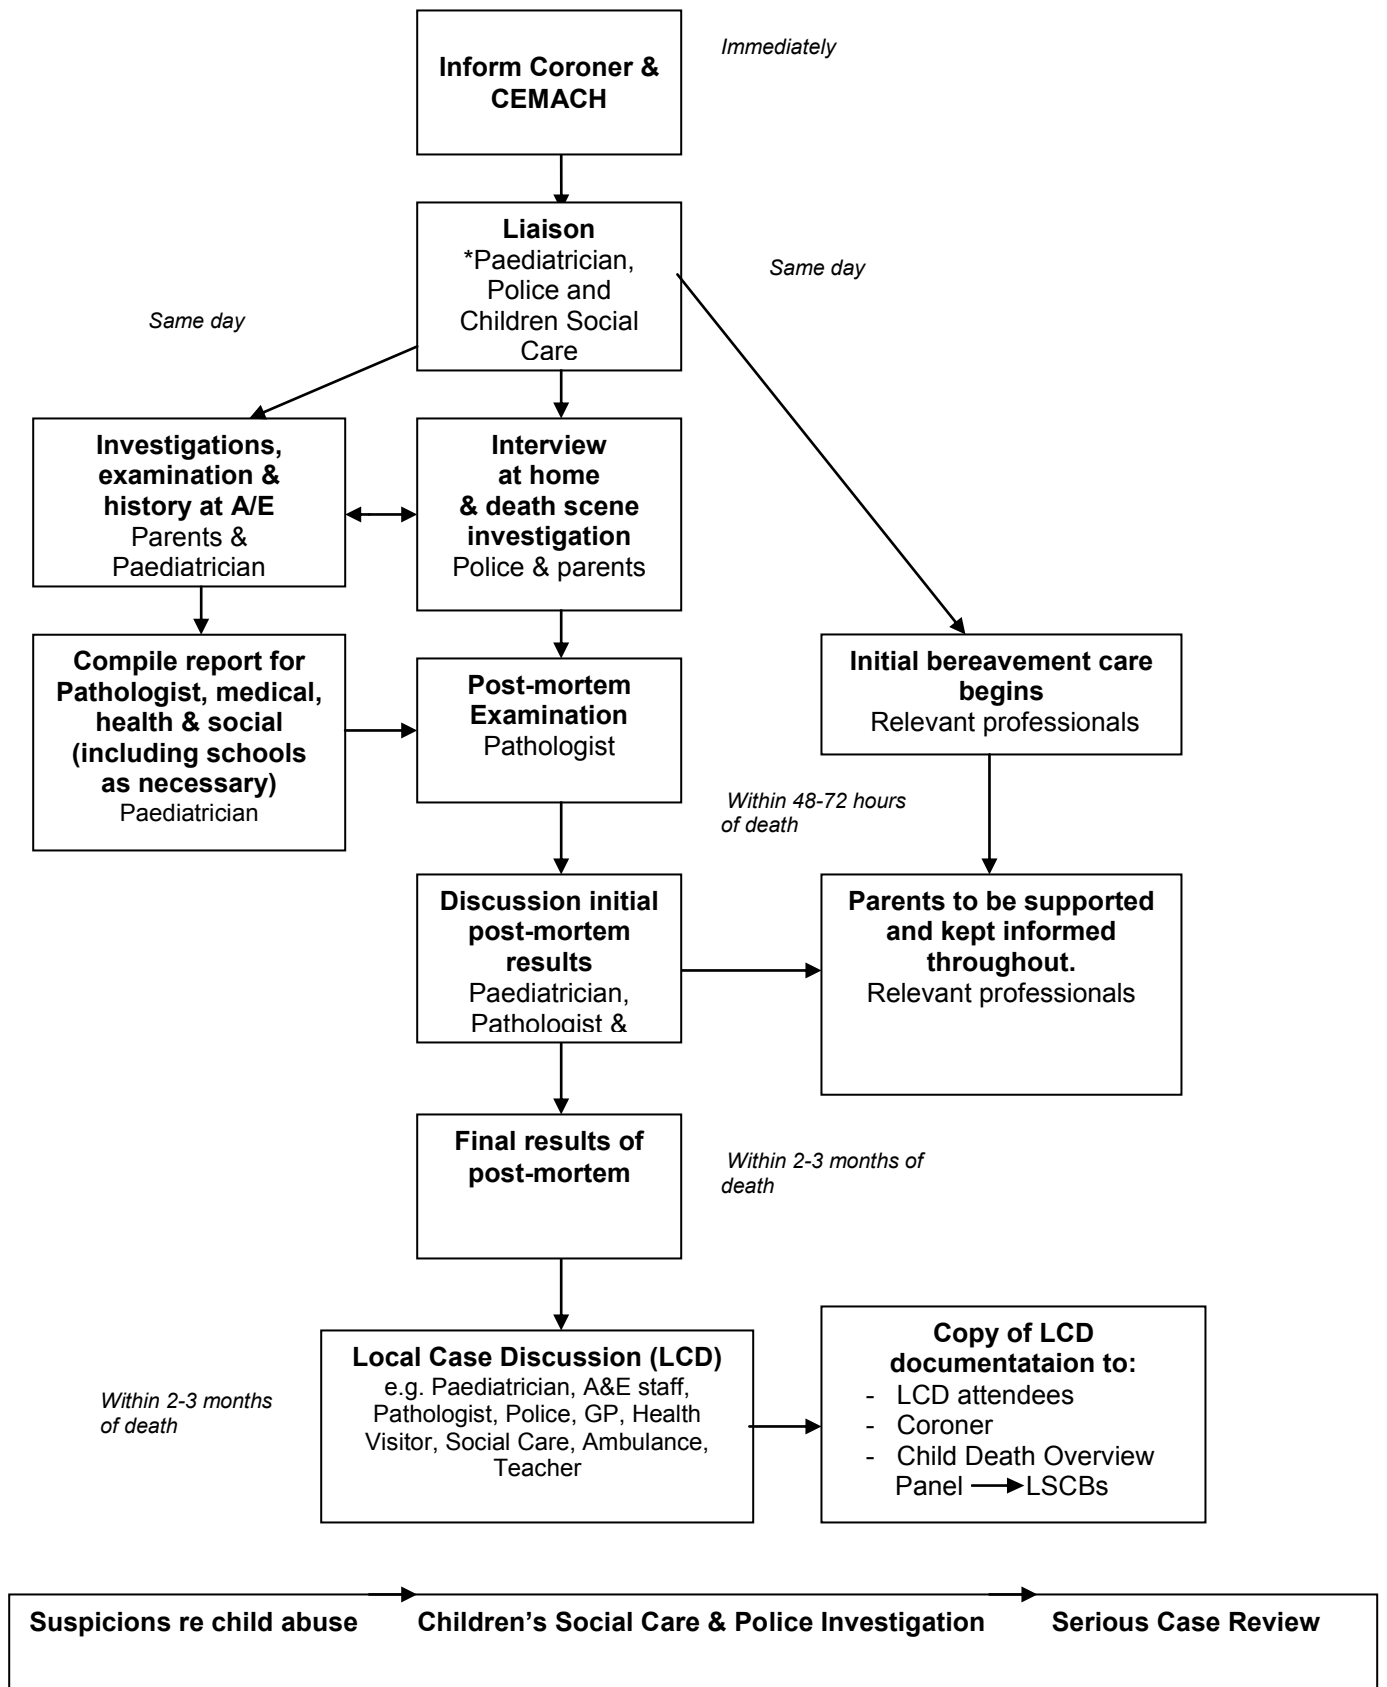 Inform Coroner &
CEMACH
Immediately
Liaison
*Paediatrician,
Police and
Children Social
Care
Same day
Same day
Investigations,
examination &
history at A/E
Parents &
Paediatrician
Interview
at home
& death scene
investigation
Police & parents
Compile report for
Pathologist, medical,
health & social
(including schools
as necessary)
Paediatrician
Post-mortem
Examination
Pathologist
Initial bereavement care
begins
Relevant professionals
Within 48-72 hours
of death
Discussion initial
post-mortem
results
Paediatrician,
Pathologist &
Parents to be supported
and kept informed
throughout.
Relevant professionals
Final results of
post-mortem
Within 2-3 months of
death
Local Case Discussion (LCD)
e.g. Paediatrician, A&E staff,
Pathologist, Police, GP, Health
Visitor, Social Care, Ambulance,
Teacher
Within 2-3 months
of death
Copy of LCD
documentataion to:
- LCD attendees
- Coroner
- Child Death Overview
Panel LSCBs
Suspicions re child abuse Children's Social Care & Police Investigation Serious Case Review